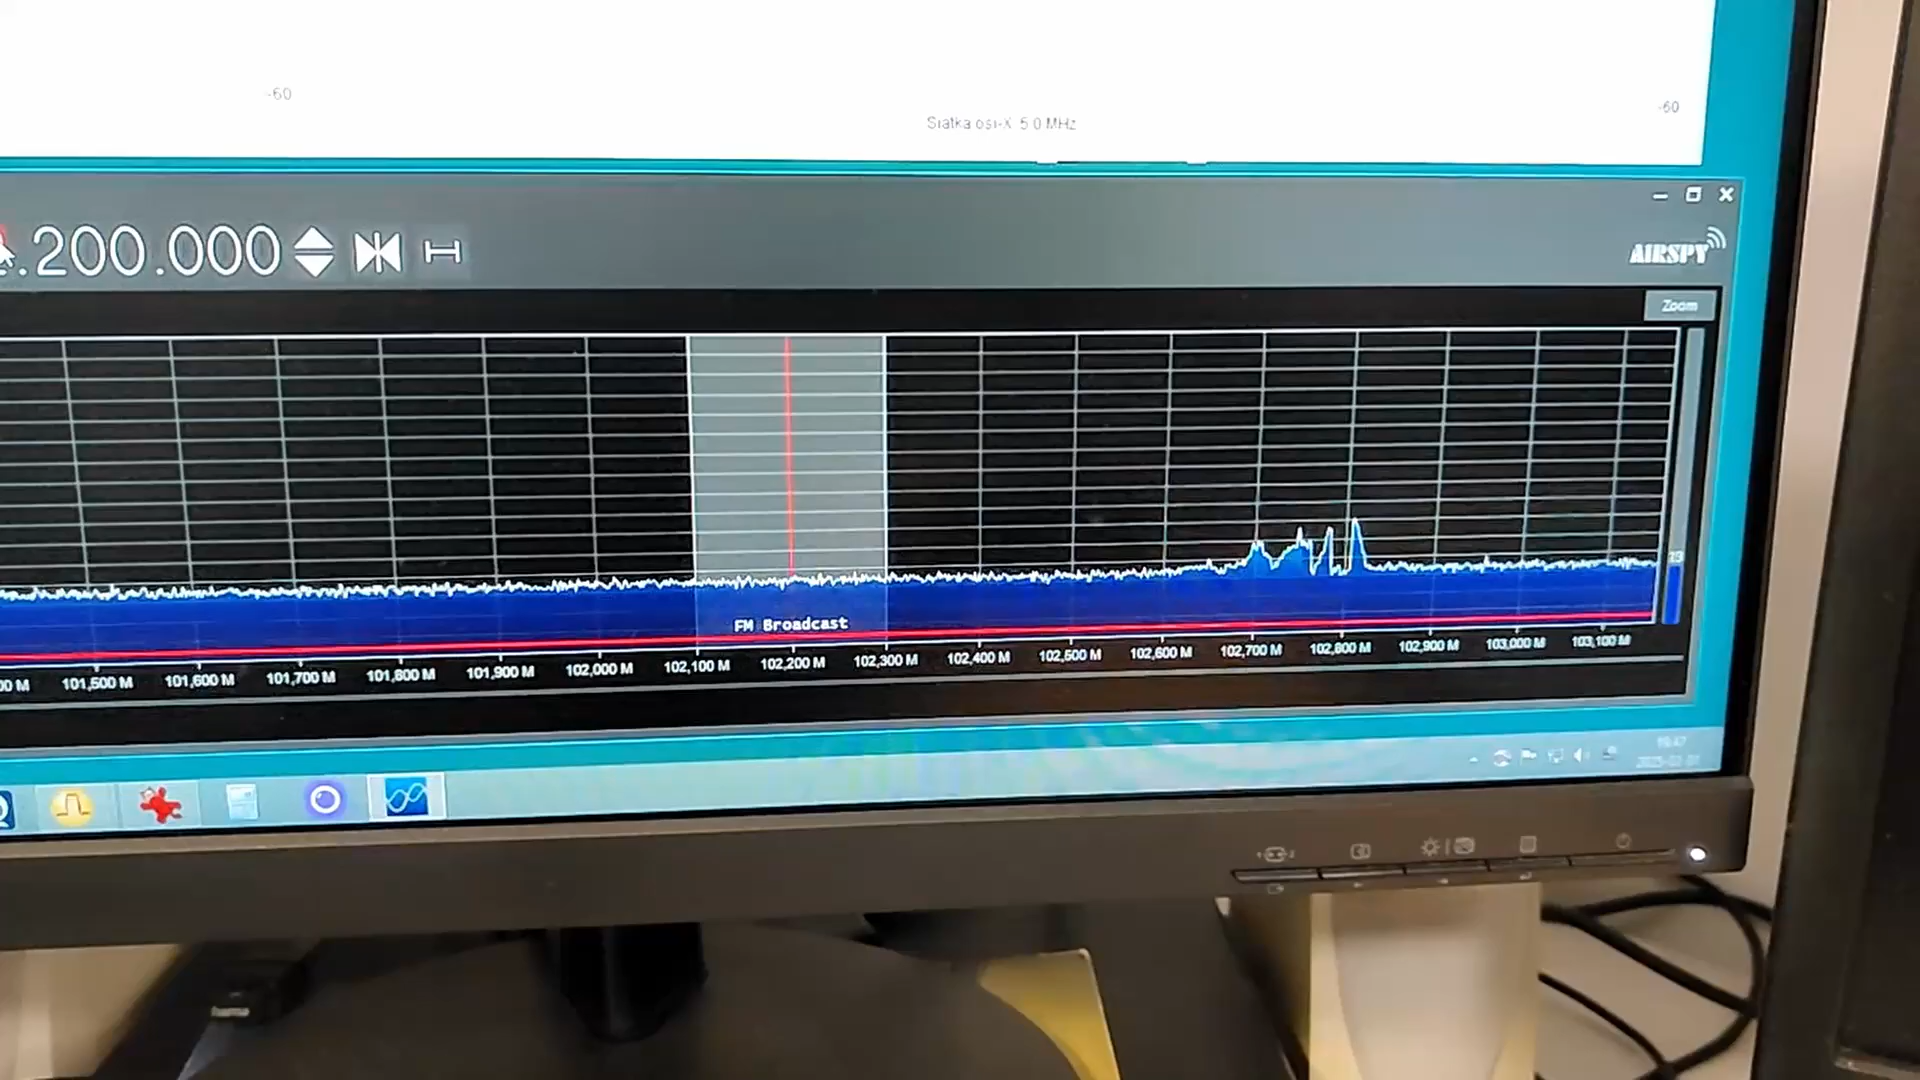 -60
-60
Siatka osi-X 5.0 MHz
.200.000
AIRSPY
Zoom
FM Broadcast
00 M 101,500 M 101,600 M 101,700 M 101,800 M 101,900 M 102,000 M 102,100 M 102,200 M 102,300 M 102,400 M 102,500 M 102,600 M 102,700 M 102,800 M 102,900 M 103,000 M 103,100 M
hama